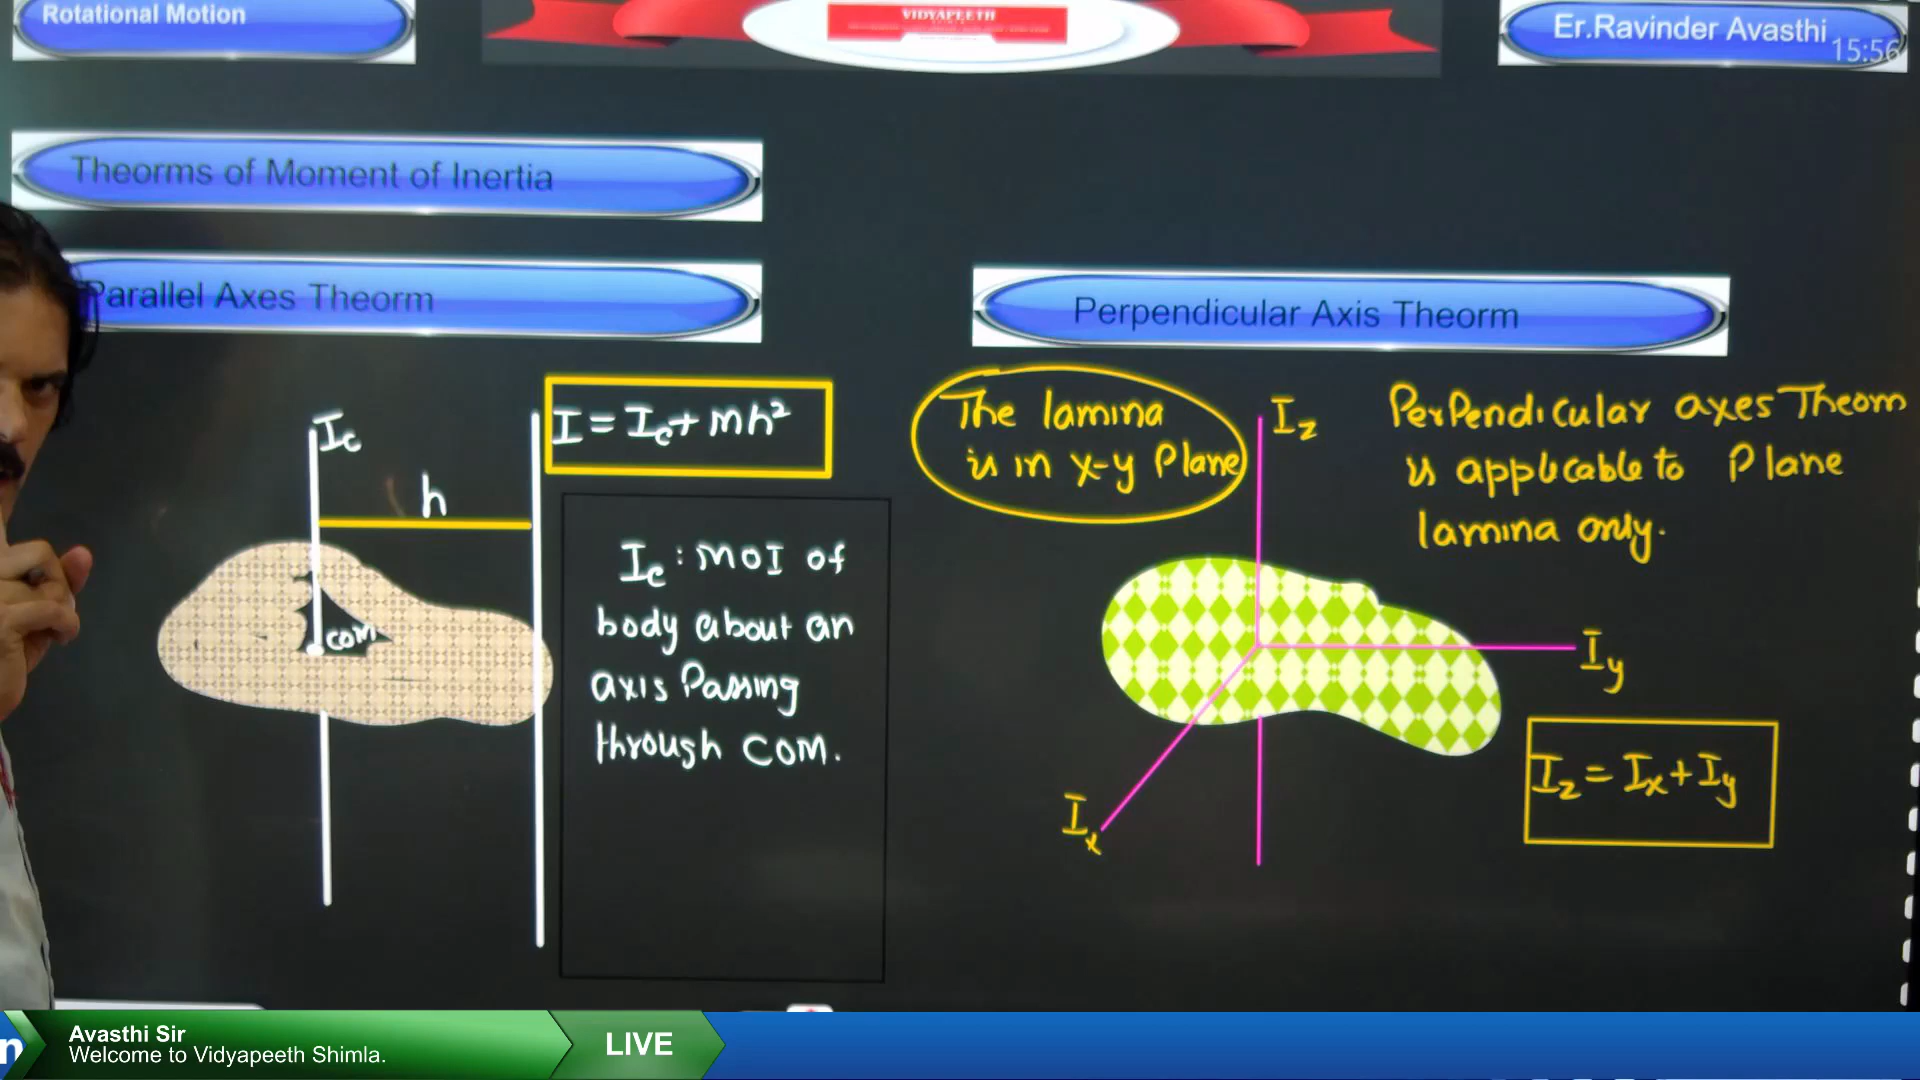 Rotational Motion
VIDYAPEETH
Er.Ravinder Avasthi
15:56
Theorms of Moment of Inertia
Parallel Axes Theorm
Perpendicular Axis Theorm
Ic
h
I = Ic + mh²
COM
Ic : MOI of
body about an
axis Passing
through COM.
The lamina
is in x-y Plane
Iz
Perpendicular axes Theorm
is applicable to Plane
lamina only.
Iy
Ix
Iz = Ix + Iy
n
Avasthi Sir
Welcome to Vidyapeeth Shimla.
LIVE